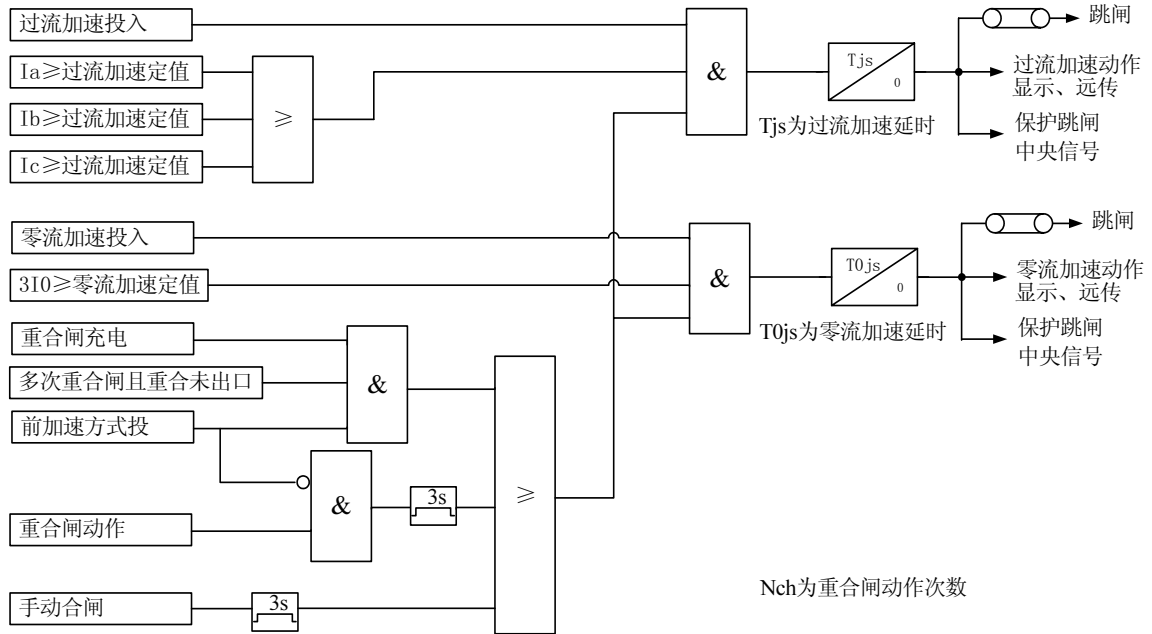 过流加速投入
Ia≥过流加速定值
Ib≥过流加速定值
Ic≥过流加速定值
≥
&
Tjs
0
Tjs为过流加速延时
跳闸
过流加速动作
显示、远传
保护跳闸
中央信号
零流加速投入
3I0≥零流加速定值
&
T0js
0
T0js为零流加速延时
跳闸
零流加速动作
显示、远传
保护跳闸
中央信号
重合闸充电
多次重合闸且重合未出口
前加速方式投
&
&
3s
≥
重合闸动作
手动合闸
3s
Nch为重合闸动作次数